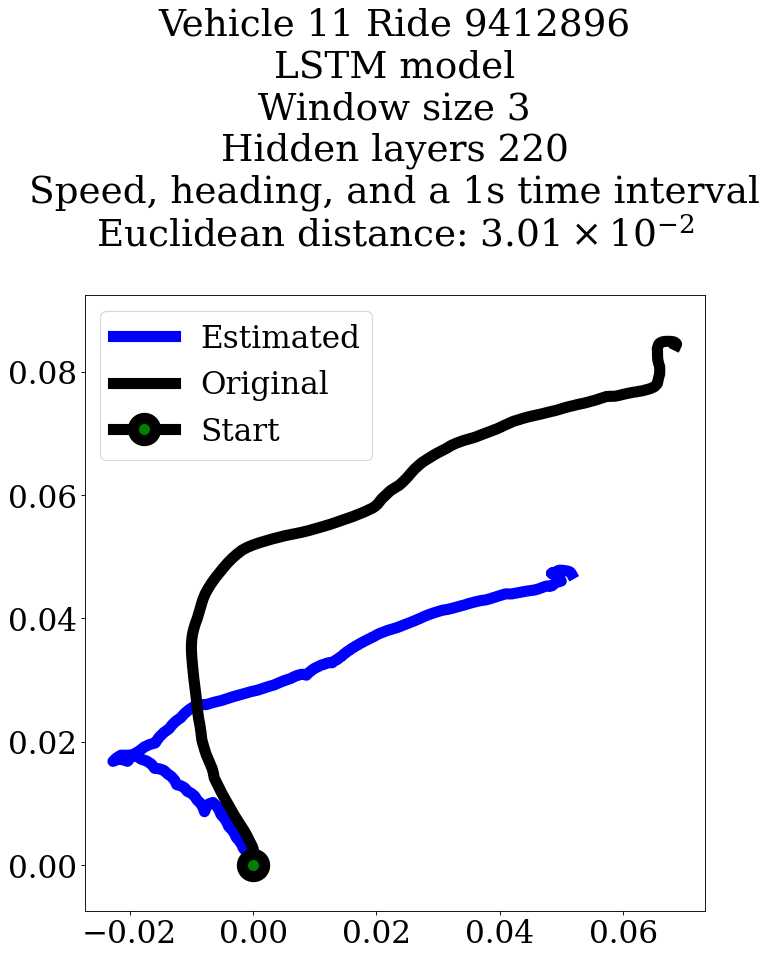 Vehicle 11 Ride 9412896
LSTM model
Window size 3
Hidden layers 220
Speed, heading, and a 1s time interval
Euclidean distance: 3.01 × 10⁻²
Estimated
Original
Start
0.08
0.06
0.04
0.02
0.00
−0.02 0.00 0.02 0.04 0.06